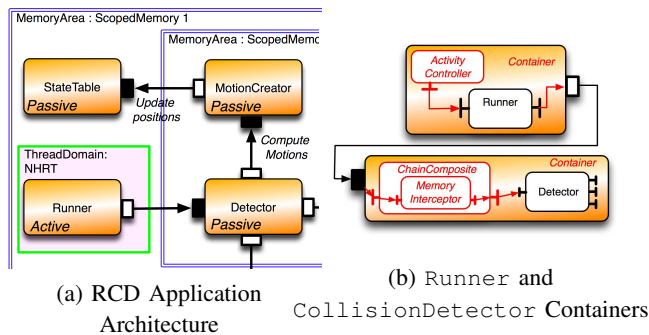 MemoryArea : ScopedMemory 1
MemoryArea : ScopedMemo
StateTable
Passive
Update
positions
MotionCreator
Passive
Compute
Motions
ThreadDomain:
NHRT
Runner
Active
Detector
Passive
(a) RCD Application
Architecture
Activity
Controller
Container
Runner
ChainComposite
Container
Memory
Interceptor
Detector
(b) Runner and
CollisionDetector Containers